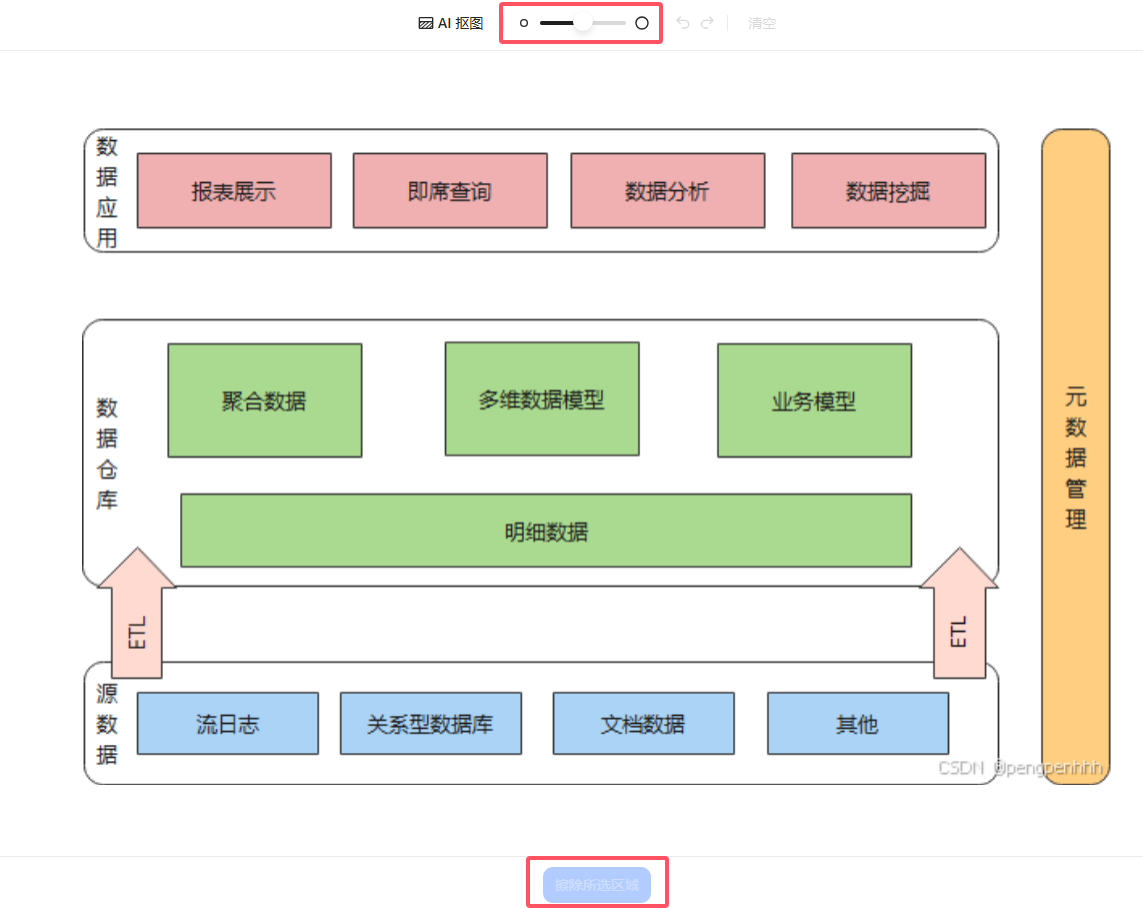 AI 抠图
清空
数据应用
报表展示
即席查询
数据分析
数据挖掘
数据仓库
聚合数据
多维数据模型
业务模型
明细数据
元数据管理
ETL
ETL
源数据
流日志
关系型数据库
文档数据
其他
CSDN @pengpenhhh
擦除所选区域